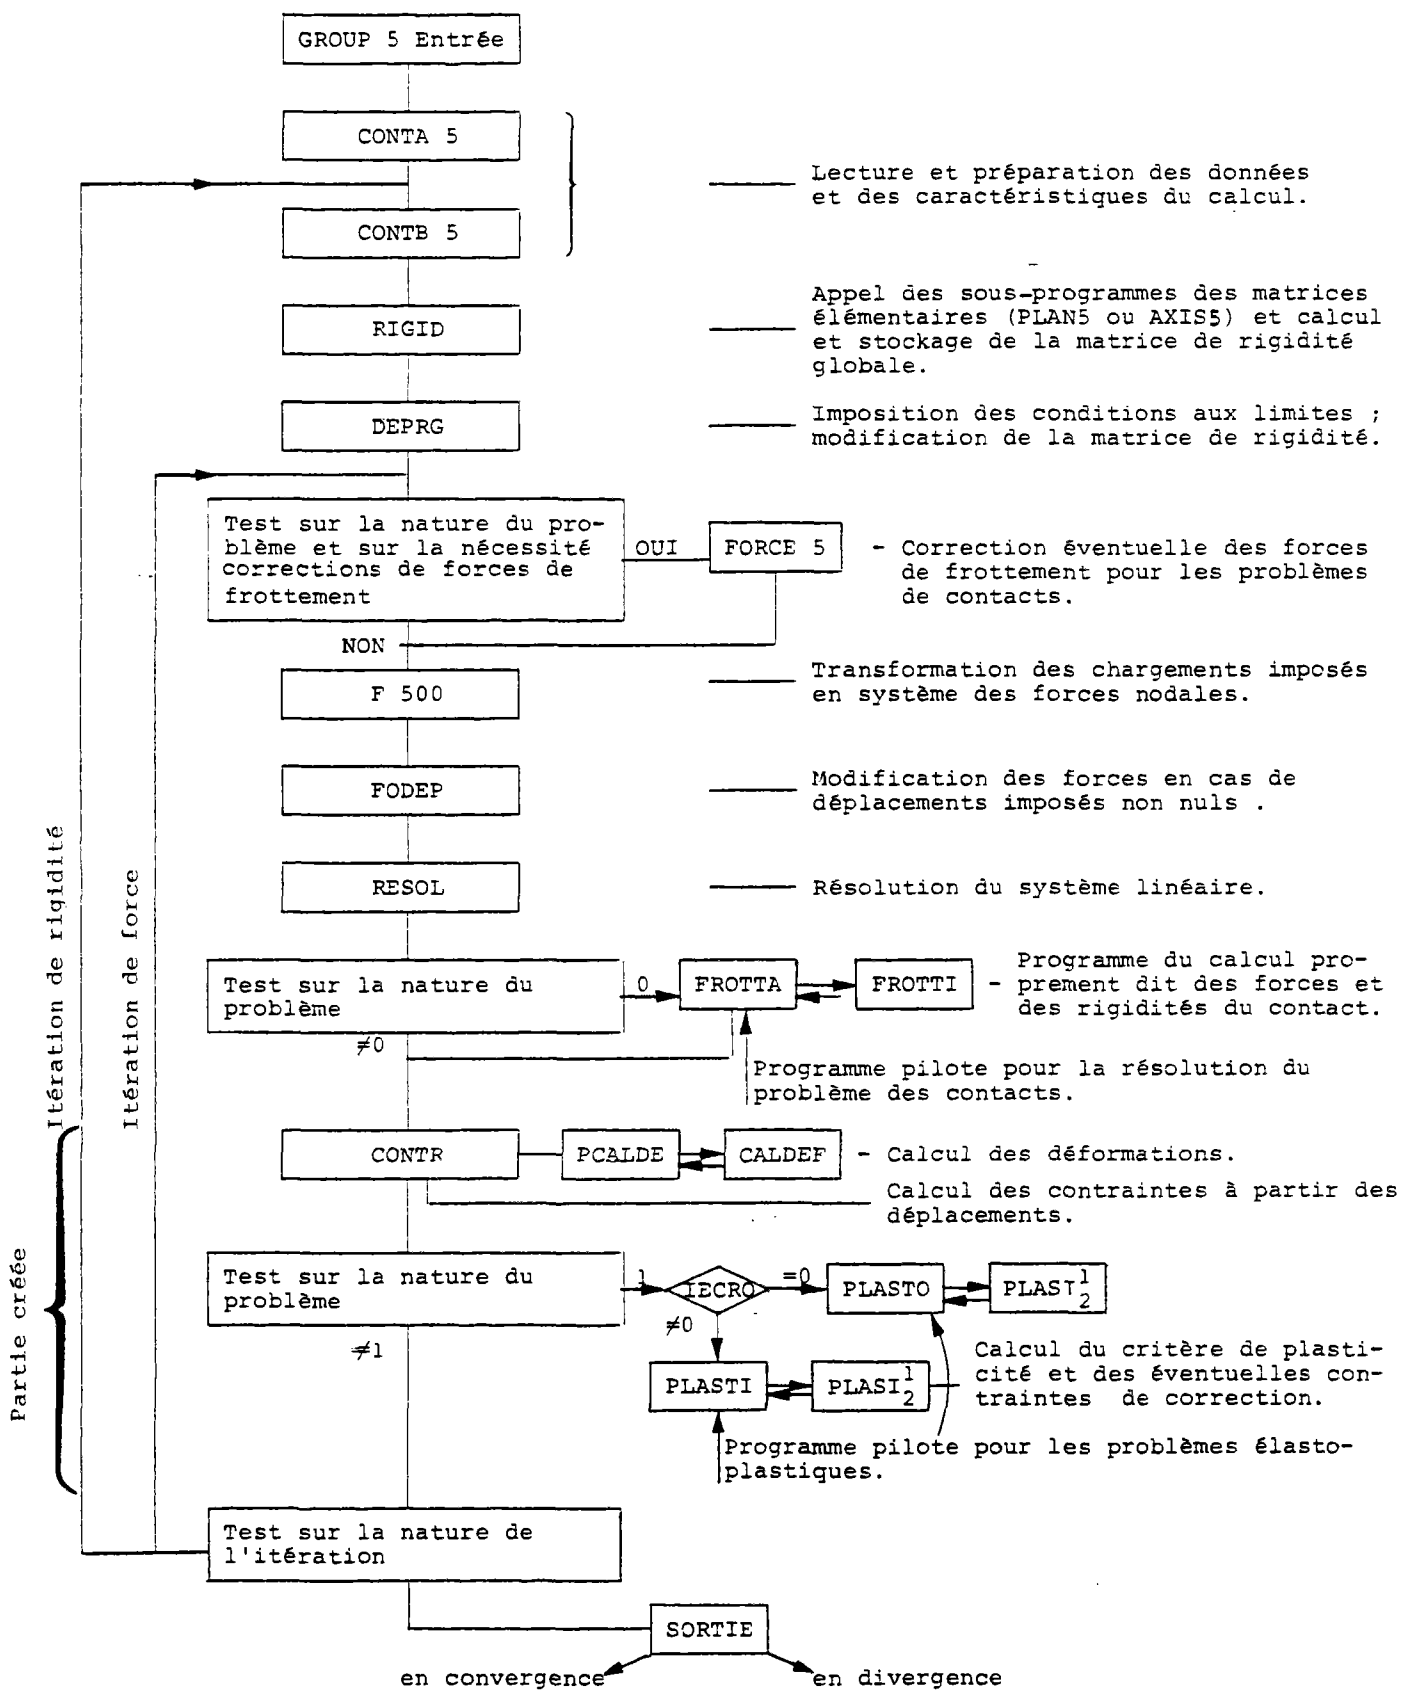 GROUP 5 Entrée
CONTA 5
Lecture et préparation des données
et des caractéristiques du calcul.
CONTB 5
Appel des sous-programmes des matrices
élémentaires (PLAN5 ou AXIS5) et calcul
et stockage de la matrice de rigidité
globale.
RIGID
Imposition des conditions aux limites ;
modification de la matrice de rigidité.
DEPRG
Test sur la nature du pro-
blème et sur la nécessité
corrections de forces de
frottement
OUI
FORCE 5
- Correction éventuelle des forces
de frottement pour les problèmes
de contacts.
NON
F 500
Transformation des chargements imposés
en système des forces nodales.
FODEP
Modification des forces en cas de
déplacements imposés non nuls .
RESOL
Résolution du système linéaire.
Itération de rigidité
Itération de force
Test sur la nature du
problème
0
FROTTA
FROTTI
- Programme du calcul pro-
prement dit des forces et
des rigidités du contact.
≠0
Programme pilote pour la résolution du
problème des contacts.
CONTR
PCALDE
CALDEF
- Calcul des déformations.
Calcul des contraintes à partir des
déplacements.
Partie créée
Test sur la nature du
problème
1
IECRO
=0
PLASTO
PLAST 1 2
≠0
≠1
PLASTI
PLASI 1 2
Calcul du critère de plasti-
cité et des éventuelles con-
traintes de correction.
Programme pilote pour les problèmes élasto-
plastiques.
Test sur la nature de
l'itération
SORTIE
en convergence
en divergence